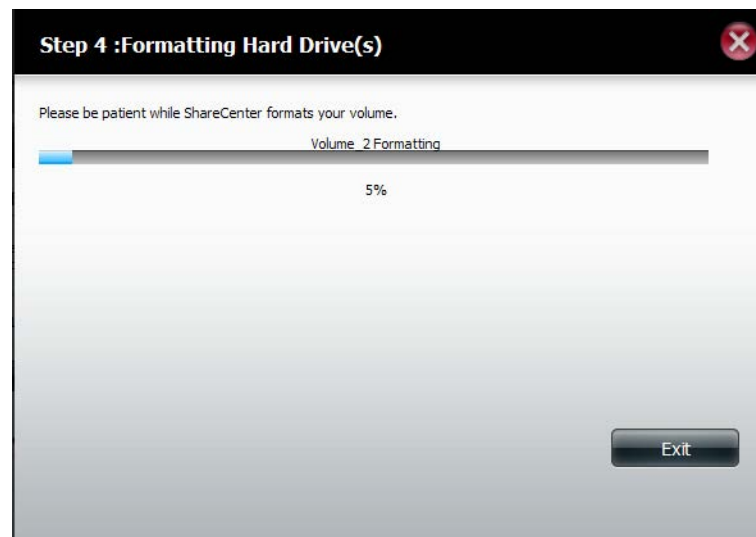 Step 4 :Formatting Hard Drive(s)
Please be patient while ShareCenter formats your volume.
Volume_2 Formatting
5%
Exit